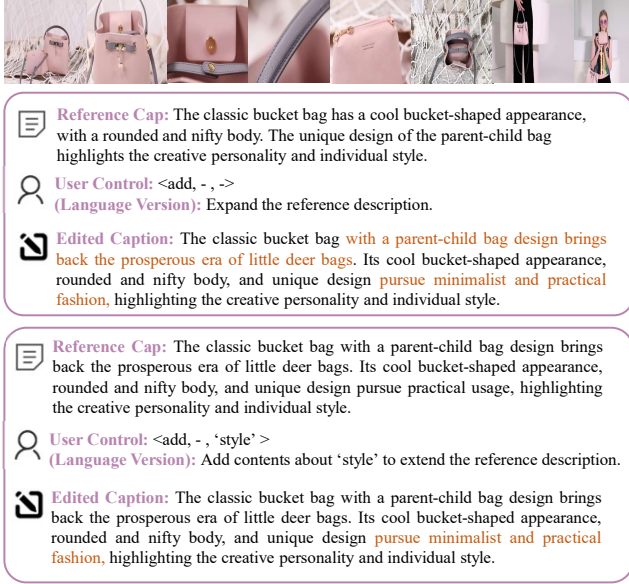 Reference Cap: The classic bucket bag has a cool bucket-shaped appearance,
with a rounded and nifty body. The unique design of the parent-child bag
highlights the creative personality and individual style.
User Control: <add, - , ->
(Language Version): Expand the reference description.
Edited Caption: The classic bucket bag with a parent-child bag design brings
back the prosperous era of little deer bags. Its cool bucket-shaped appearance,
rounded and nifty body, and unique design pursue minimalist and practical
fashion, highlighting the creative personality and individual style.
Reference Cap: The classic bucket bag with a parent-child bag design brings
back the prosperous era of little deer bags. Its cool bucket-shaped appearance,
rounded and nifty body, and unique design pursue practical usage, highlighting
the creative personality and individual style.
User Control: <add, - , ‘style’ >
(Language Version): Add contents about ‘style’ to extend the reference description.
Edited Caption: The classic bucket bag with a parent-child bag design brings
back the prosperous era of little deer bags. Its cool bucket-shaped appearance,
rounded and nifty body, and unique design pursue minimalist and practical
fashion, highlighting the creative personality and individual style.